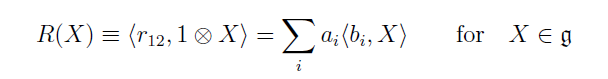 R(X) ≡ ⟨r₁₂, 1 ⊗ X⟩ = ∑ᵢ aᵢ⟨bᵢ, X⟩ for X ∈ 𝔤